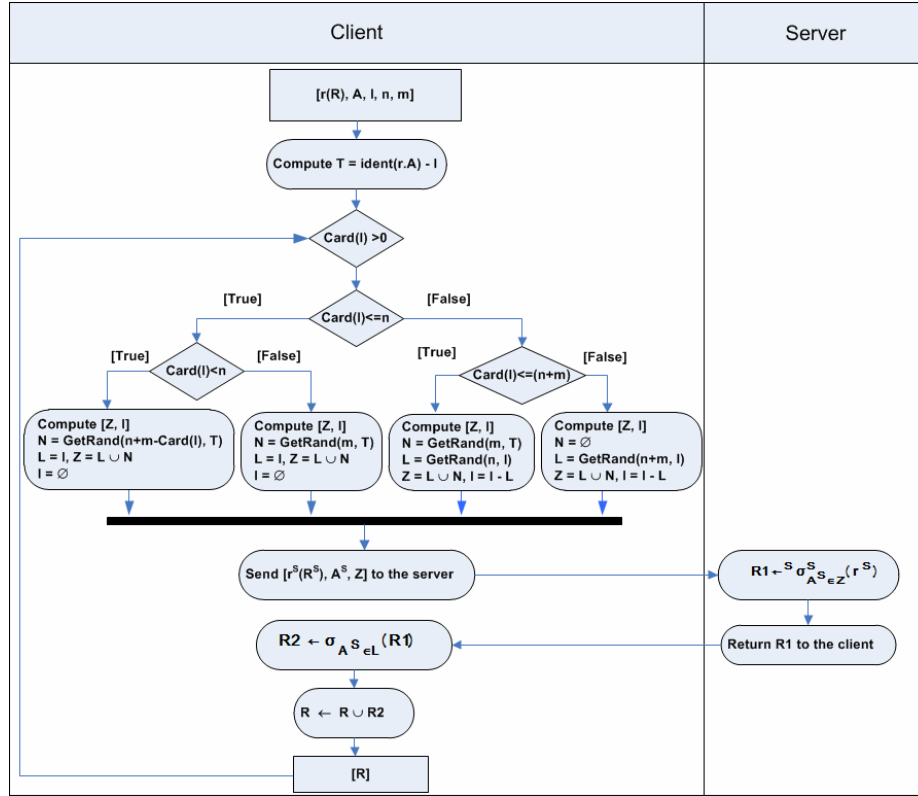 Client
Server
[r(R), A, I, n, m]
Compute T = ident(r.A) - I
Card(I) >0
[True]
[False]
Card(I)<=n
[True]
[False]
[True]
[False]
Card(I)<n
Card(I)<=(n+m)
Compute [Z, I]
N = GetRand(n+m-Card(I), T)
L = I, Z = L ∪ N
I = ∅
Compute [Z, I]
N = GetRand(m, T)
L = I, Z = L ∪ N
I = ∅
Compute [Z, I]
N = GetRand(m, T)
L = GetRand(n, I)
Z = L ∪ N, I = I - L
Compute [Z, I]
N = ∅
L = GetRand(n+m, I)
Z = L ∪ N, I = I - L
Send [r^S(R^S), A^S, Z] to the server
R1 ←^S σ^S_{A^S ∈Z}(r^S)
R2 ← σ_{A^S ∈L}(R1)
Return R1 to the client
R ← R ∪ R2
[R]